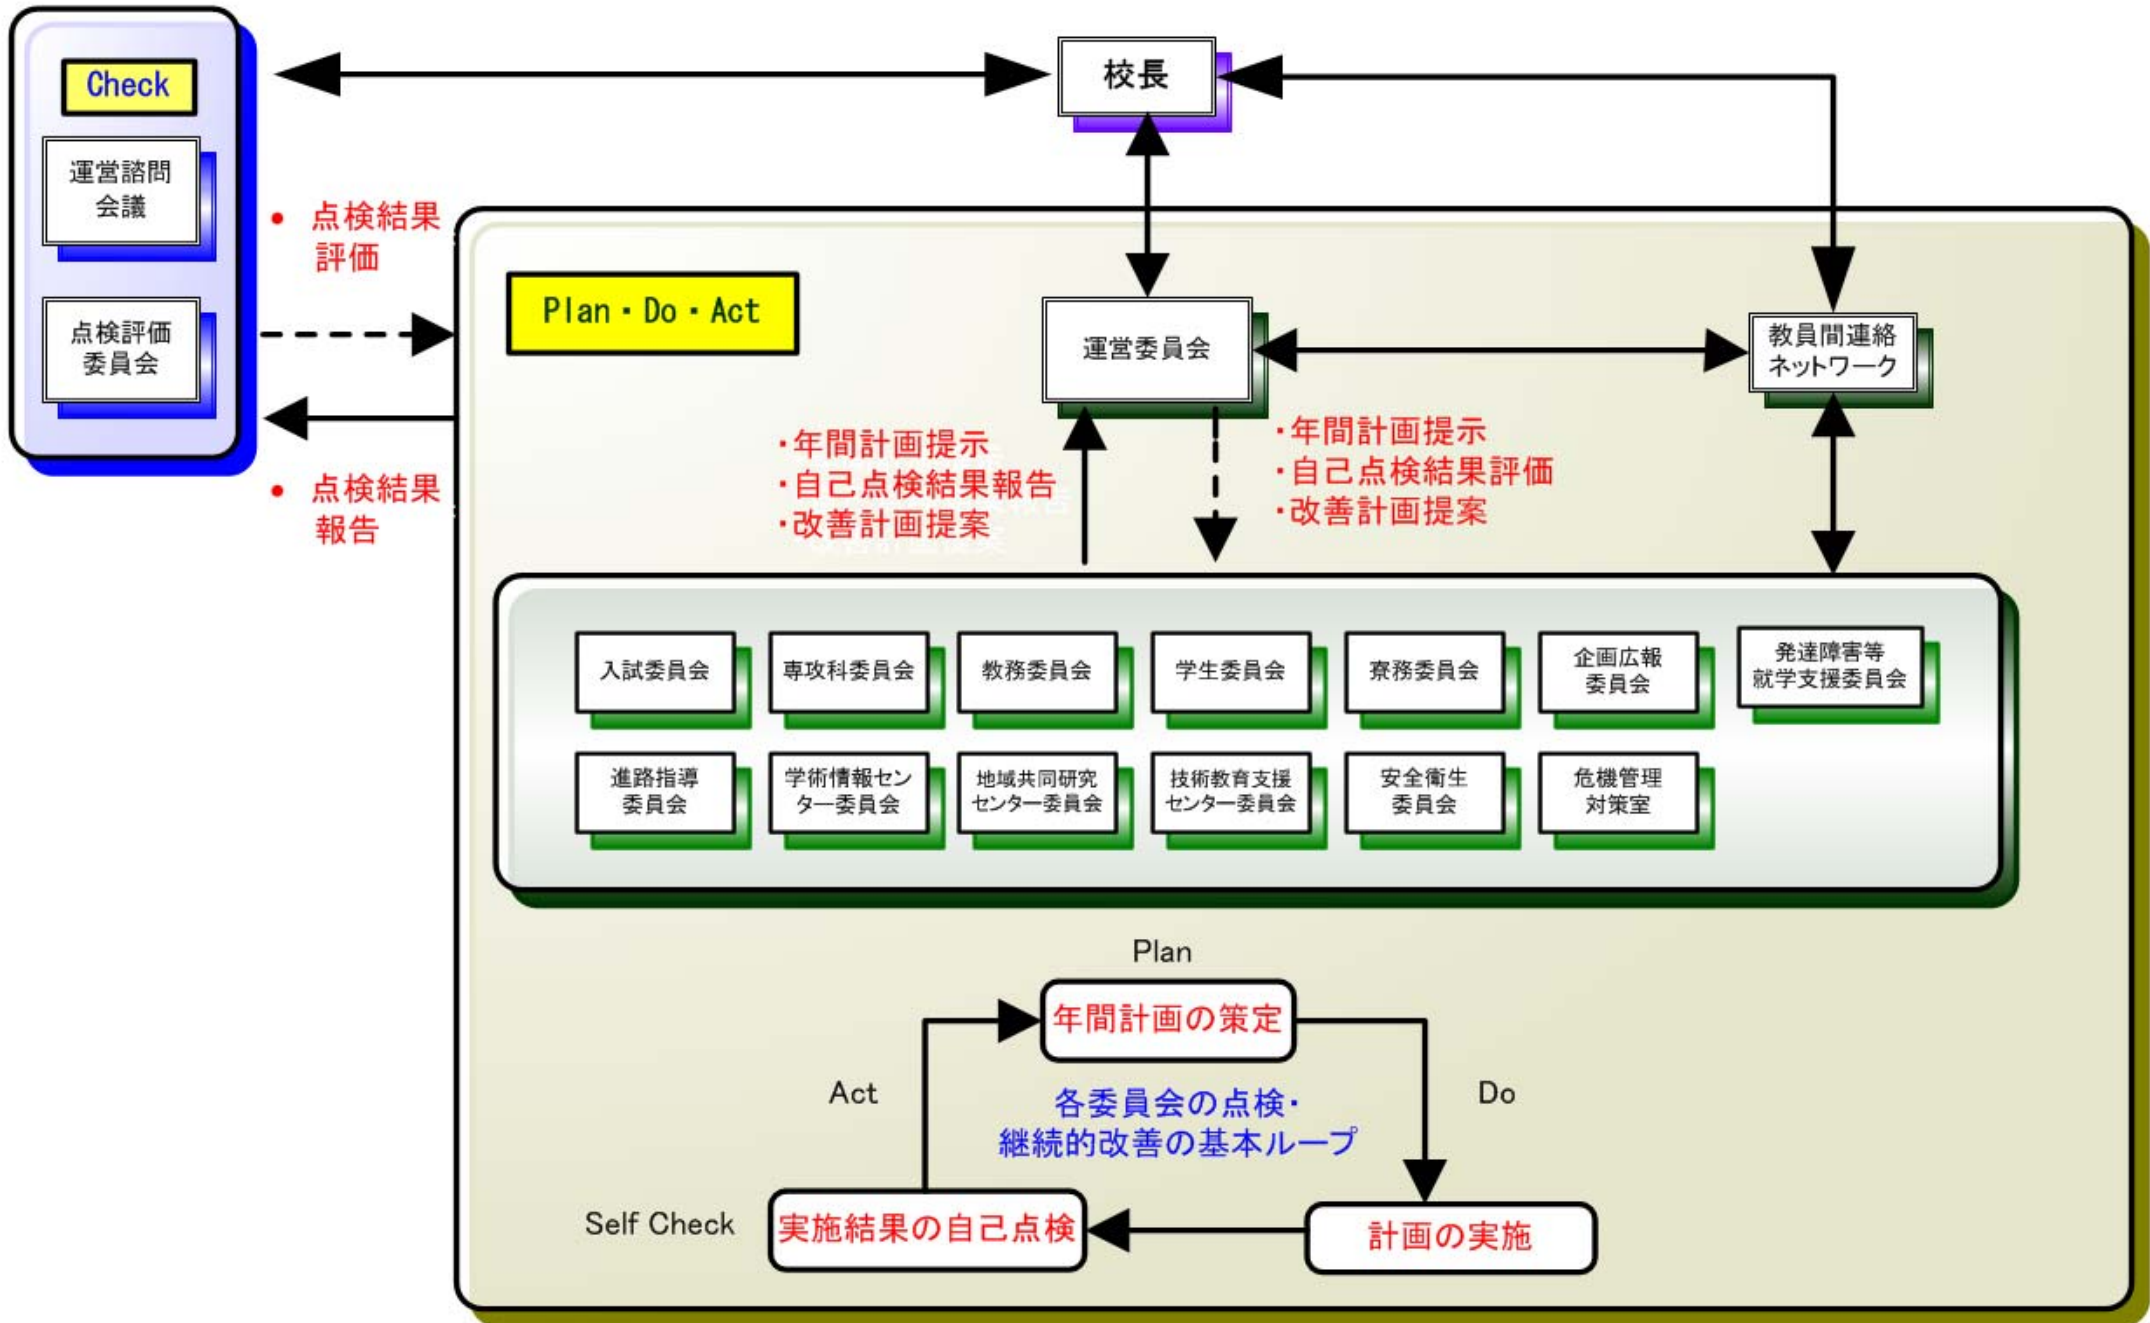 Check
運営諮問
会議
点検評価
委員会
• 点検結果
評価
• 点検結果
報告
校長
Plan・Do・Act
運営委員会
教員間連絡
ネットワーク
・年間計画提示
・自己点検結果報告
・改善計画提案
・年間計画提示
・自己点検結果評価
・改善計画提案
入試委員会
専攻科委員会
教務委員会
学生委員会
寮務委員会
企画広報
委員会
発達障害等
就学支援委員会
進路指導
委員会
学術情報セン
ター委員会
地域共同研究
センター委員会
技術教育支援
センター委員会
安全衛生
委員会
危機管理
対策室
Plan
年間計画の策定
Act
各委員会の点検・
継続的改善の基本ループ
Do
Self Check
実施結果の自己点検
計画の実施